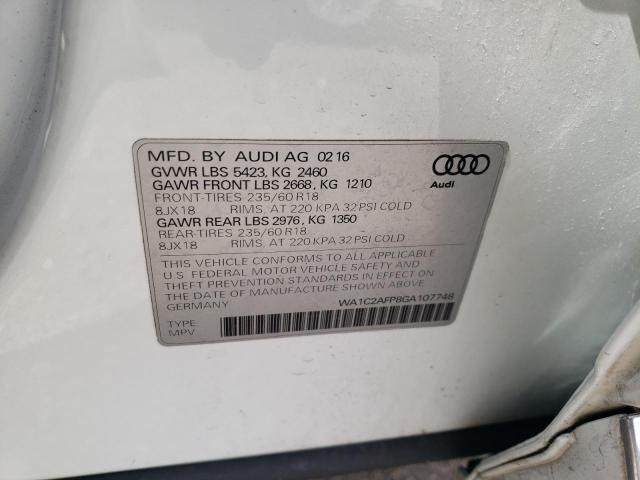 MFD. BY AUDI AG 02 16
GVWR LBS 5423, KG 2460
GAWR FRONT LBS 2668, KG 1210
FRONT-TIRES 235/60 R18
8JX18 RIMS, AT 220 KPA 32 PSI COLD
GAWR REAR LBS 2976, KG 1350
REAR-TIRES 235/60 R18
8JX18 RIMS, AT 220 KPA 32 PSI COLD
Audi
THIS VEHICLE CONFORMS TO ALL APPLICABLE
U.S. FEDERAL MOTOR VEHICLE SAFETY AND
THEFT PREVENTION STANDARDS IN EFFECT ON
THE DATE OF MANUFACTURE SHOWN ABOVE
GERMANY
WA1C2AFP8GA107748
TYPE
MPV